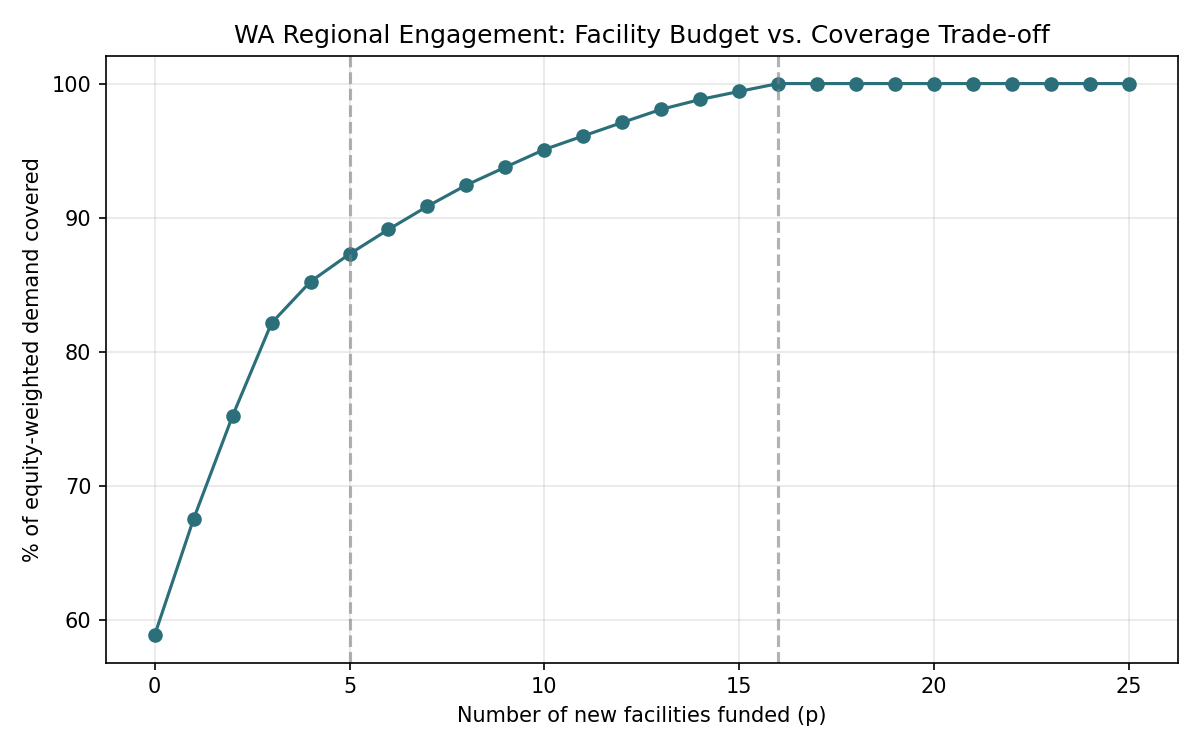 WA Regional Engagement: Facility Budget vs. Coverage Trade-off
% of equity-weighted demand covered
100
90
80
70
60
0 5 10 15 20 25
Number of new facilities funded (p)